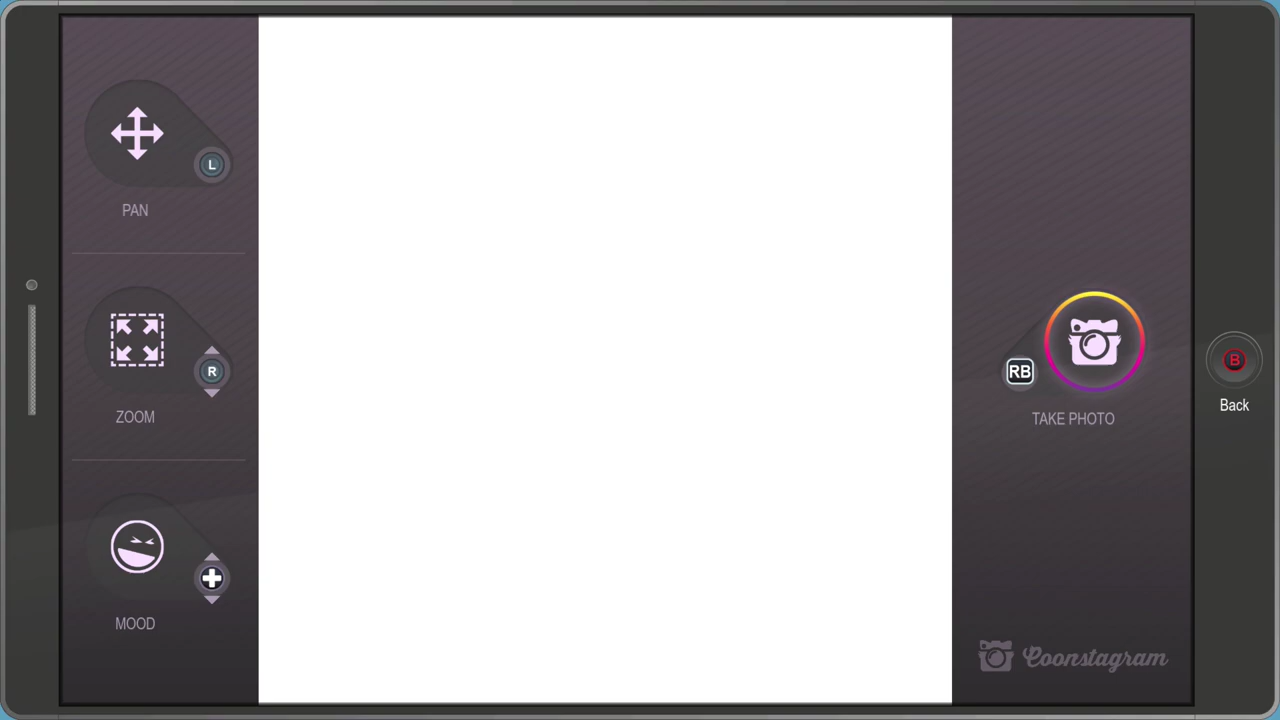 L
PAN
R
ZOOM
MOOD
RB
TAKE PHOTO
B
Back
Coonstagram